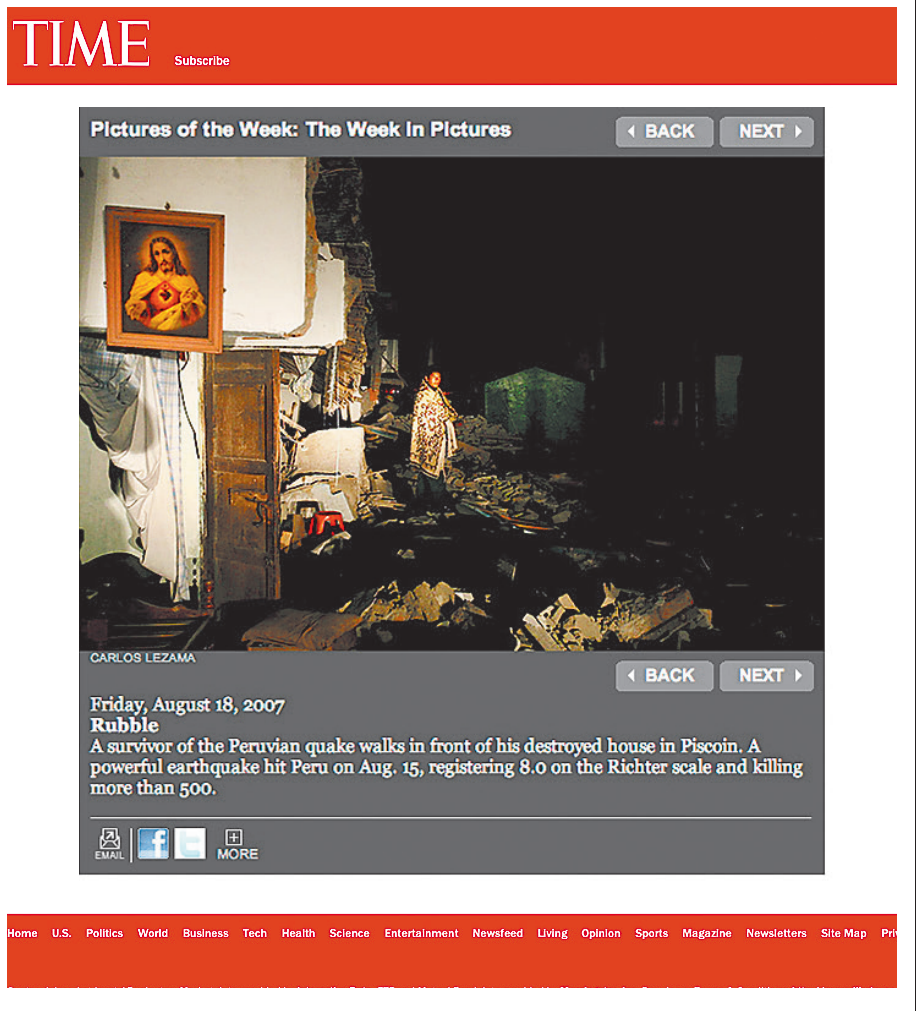 TIME
Subscribe
Pictures of the Week: The Week in Pictures
BACK
NEXT
CARLOS LEZAMA
BACK
NEXT
Friday, August 18, 2007
Rubble
A survivor of the Peruvian quake walks in front of his destroyed house in Piscoin. A
powerful earthquake hit Peru on Aug. 15, registering 8.0 on the Richter scale and killing
more than 500.
EMAIL
f
t
MORE
Home U.S. Politics World Business Tech Health Science Entertainment Newsfeed Living Opinion Sports Magazine Newsletters Site Map